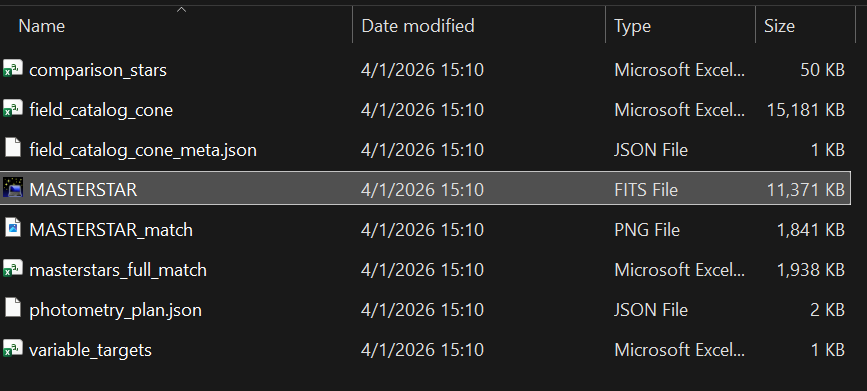 Name Date modified Type Size
comparison_stars 4/1/2026 15:10 Microsoft Excel... 50 KB
field_catalog_cone 4/1/2026 15:10 Microsoft Excel... 15,181 KB
field_catalog_cone_meta.json 4/1/2026 15:10 JSON File 1 KB
MASTERSTAR 4/1/2026 15:10 FITS File 11,371 KB
MASTERSTAR_match 4/1/2026 15:10 PNG File 1,841 KB
masterstars_full_match 4/1/2026 15:10 Microsoft Excel... 1,938 KB
photometry_plan.json 4/1/2026 15:10 JSON File 2 KB
variable_targets 4/1/2026 15:10 Microsoft Excel... 1 KB